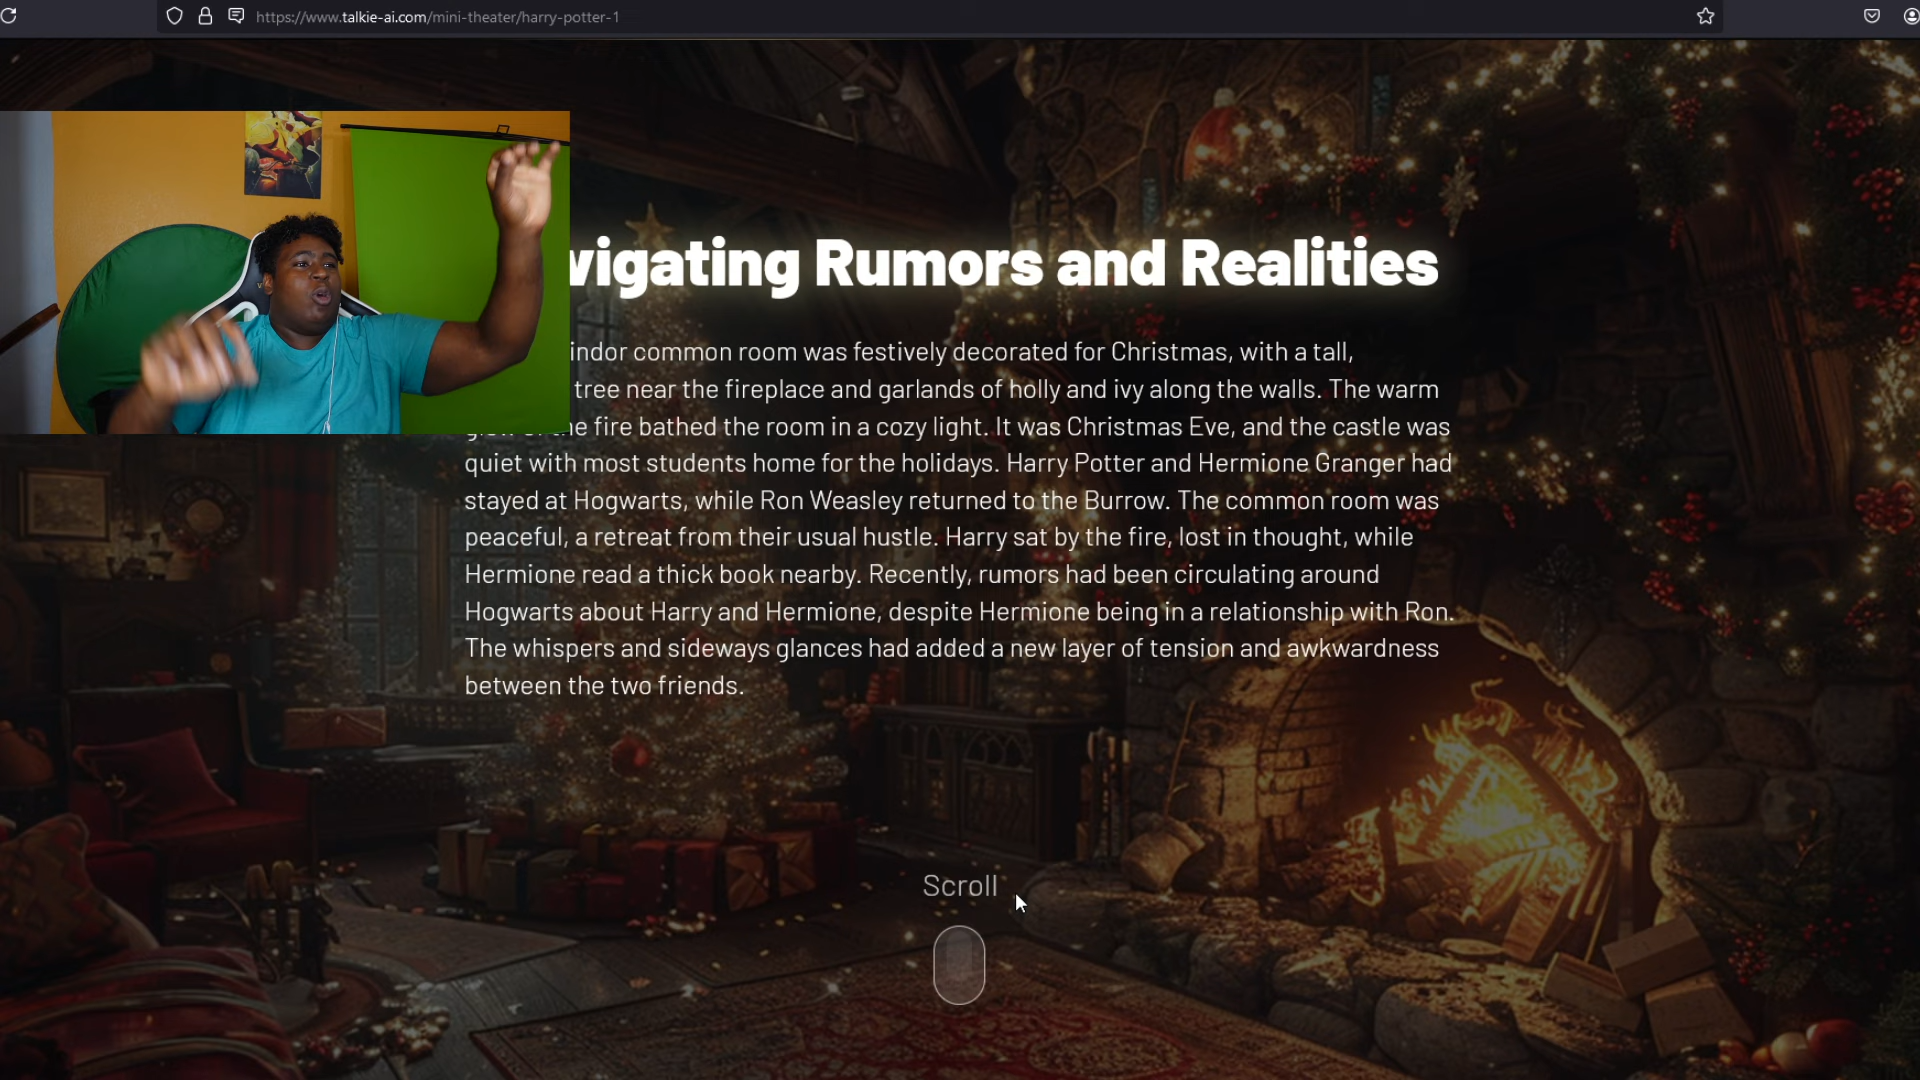 https://www.talkie-ai.com/mini-theater/harry-potter-1
vigating Rumors and Realities
indor common room was festively decorated for Christmas, with a tall,
tree near the fireplace and garlands of holly and ivy along the walls. The warm
the fire bathed the room in a cozy light. It was Christmas Eve, and the castle was
quiet with most students home for the holidays. Harry Potter and Hermione Granger had
stayed at Hogwarts, while Ron Weasley returned to the Burrow. The common room was
peaceful, a retreat from their usual hustle. Harry sat by the fire, lost in thought, while
Hermione read a thick book nearby. Recently, rumors had been circulating around
Hogwarts about Harry and Hermione, despite Hermione being in a relationship with Ron.
The whispers and sideways glances had added a new layer of tension and awkwardness
between the two friends.
Scroll